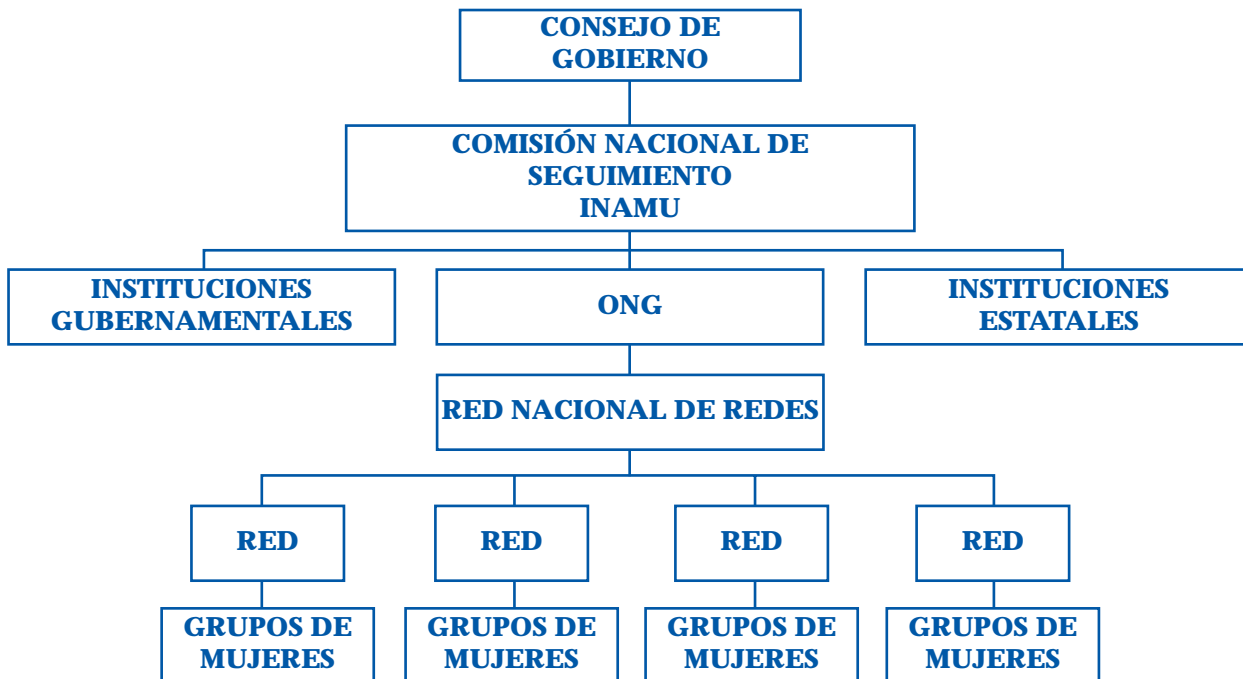 CONSEJO DE
GOBIERNO
COMISIÓN NACIONAL DE
SEGUIMIENTO
INAMU
INSTITUCIONES
GUBERNAMENTALES
ONG
INSTITUCIONES
ESTATALES
RED NACIONAL DE REDES
RED
RED
RED
RED
GRUPOS DE
MUJERES
GRUPOS DE
MUJERES
GRUPOS DE
MUJERES
GRUPOS DE
MUJERES